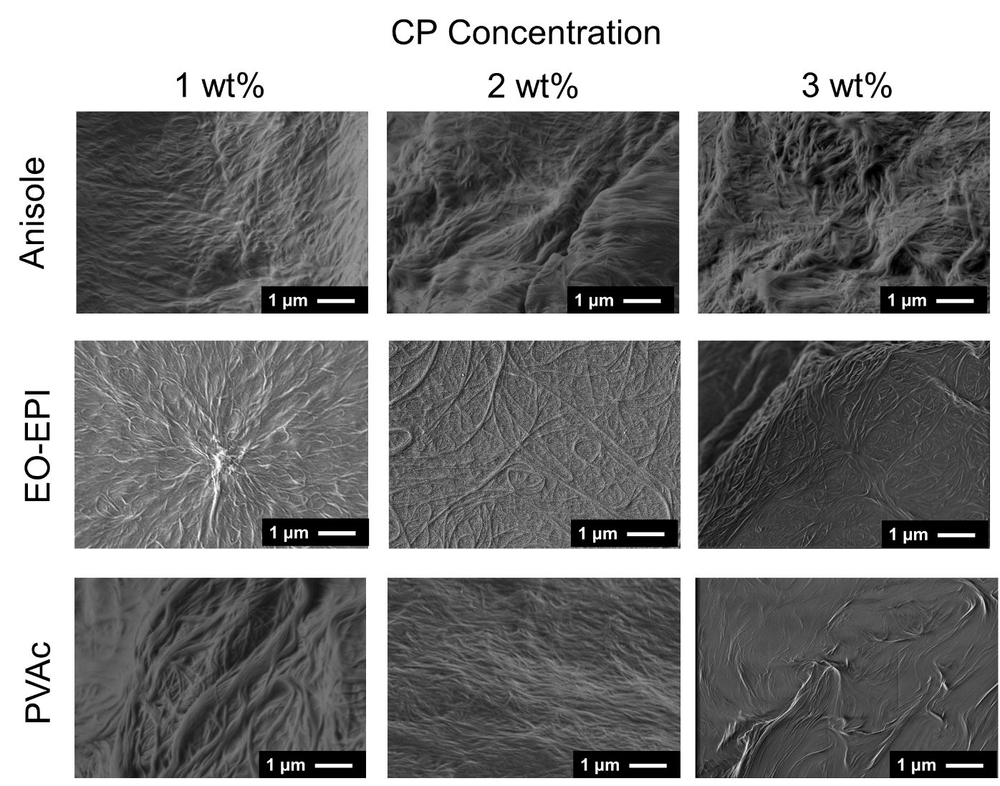 CP Concentration
1 wt%
2 wt%
3 wt%
Anisole
1 µm
1 µm
1 µm
EO-EPI
1 µm
1 µm
1 µm
PVAc
1 µm
1 µm
1 µm